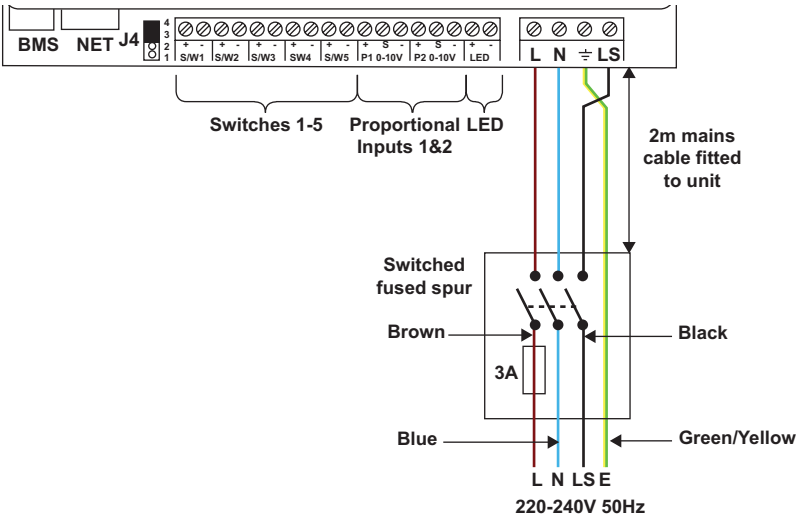 BMS NET J4
4
3
2
1
+ - + - + - + - + - + S - + S - + -
S/W1 S/W2 S/W3 SW4 S/W5 P1 0-10V P2 0-10V LED
L N LS
Switches 1-5
Proportional
Inputs 1&2
LED
2m mains
cable fitted
to unit
Switched
fused spur
Brown
Black
3A
Blue
Green/Yellow
L N LS E
220-240V 50Hz